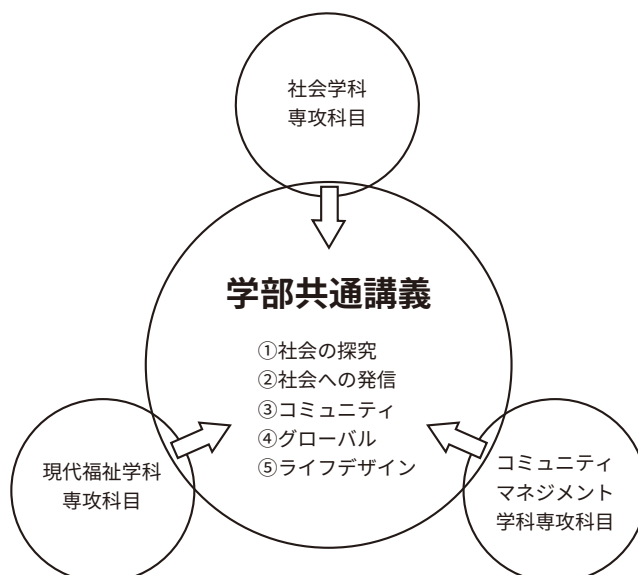 社会学科
専攻科目
学部共通講義
①社会の探究
②社会への発信
③コミュニティ
④グローバル
⑤ライフデザイン
現代福祉学科
専攻科目
コミュニティ
マネジメント
学科専攻科目